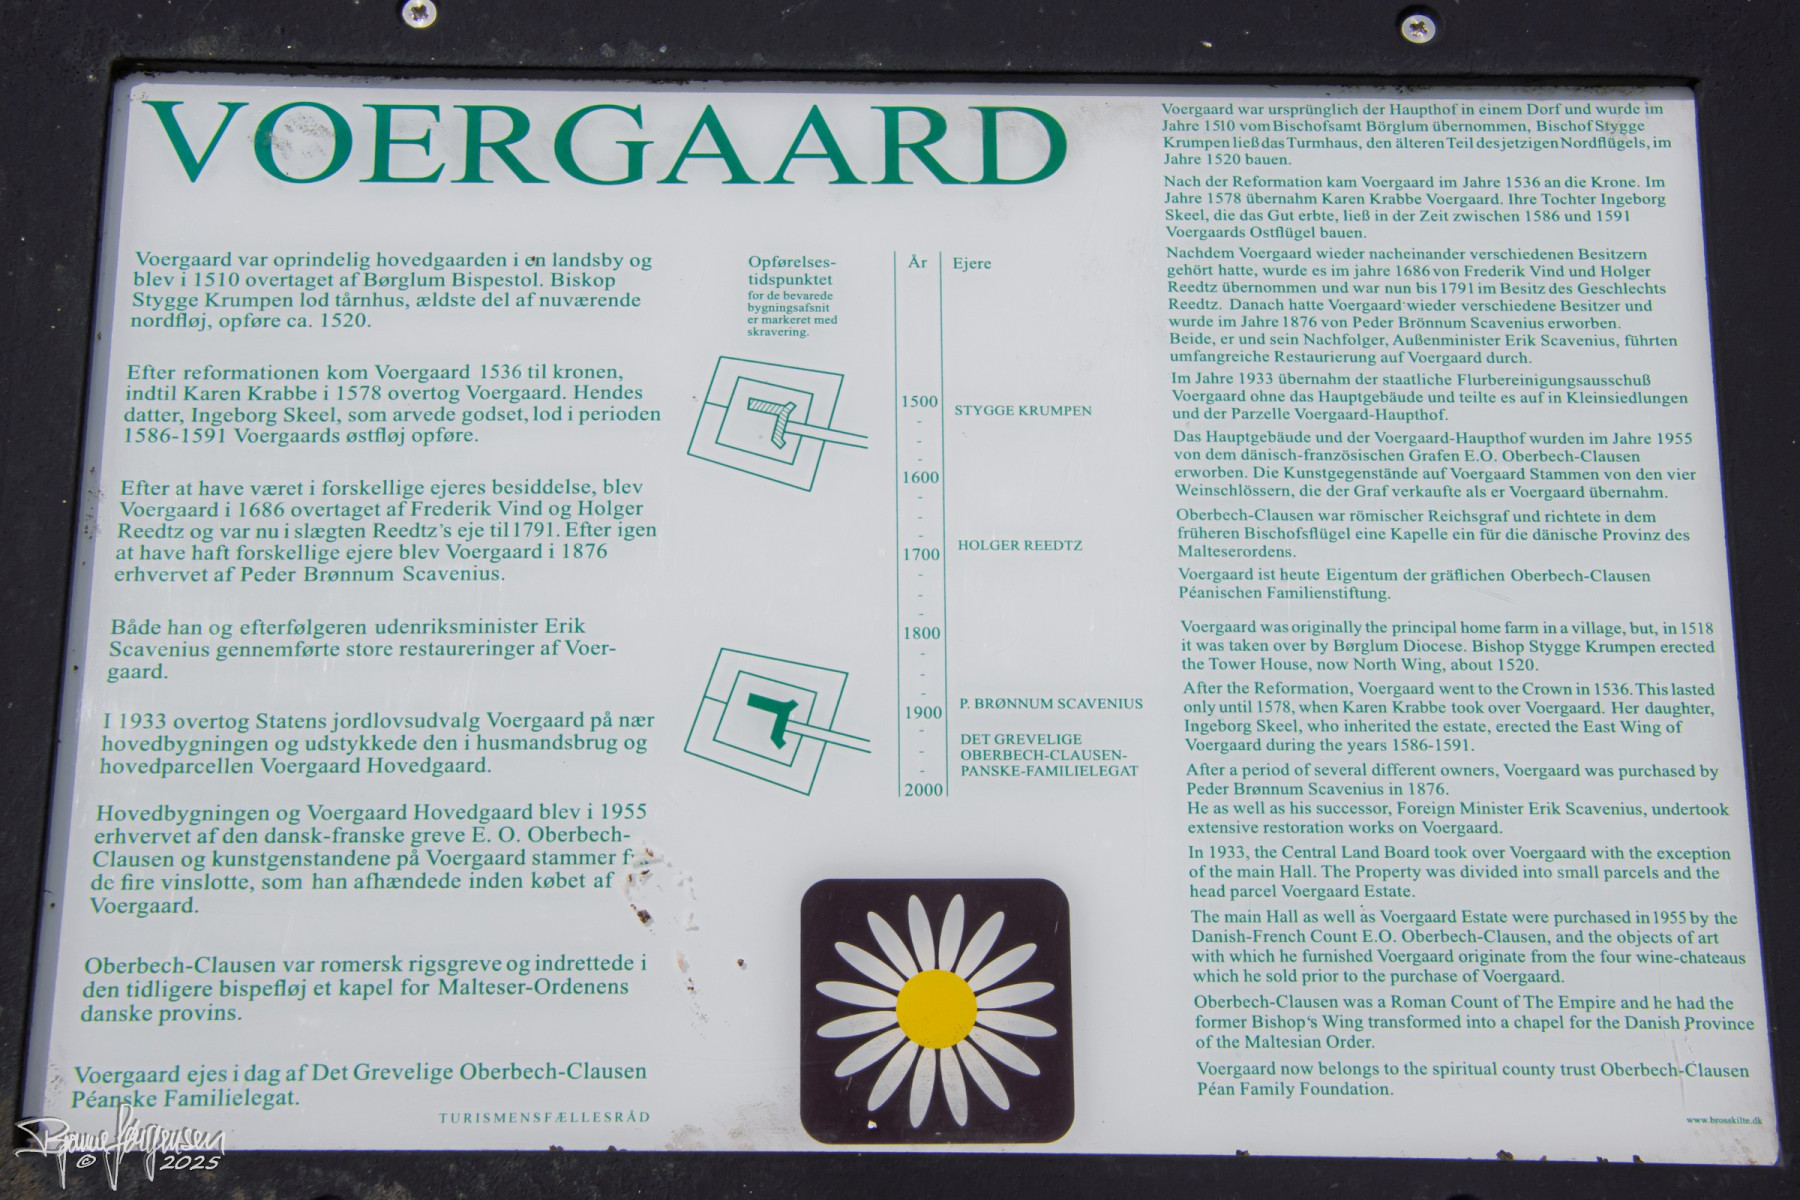 VOERGAARD
Voergaard var oprindelig hovedgaarden i en landsby og
blev i 1510 overtaget af Børglum Bispestol. Biskop
Stygge Krumpen lod tårnhus, ældste del af nuværende
nordfløj, opføre ca. 1520.
Efter reformationen kom Voergaard 1536 til kronen,
indtil Karen Krabbe i 1578 overtog Voergaard. Hendes
datter, Ingeborg Skeel, som arvede godset, lod i perioden
1586-1591 Voergaards østfløj opføre.
Efter at have været i forskellige ejeres besiddelse, blev
Voergaard i 1686 overtaget af Frederik Vind og Holger
Reedtz og var nu i slægten Reedtz's eje til 1791. Efter igen
at have haft forskellige ejere blev Voergaard i 1876
erhvervet af Peder Brønnum Scavenius.
Både han og efterfølgeren udenriksminister Erik
Scavenius gennemførte store restaureringer af Voer-
gaard.
I 1933 overtog Statens jordlovsudvalg Voergaard på nær
hovedbygningen og udstykkede den i husmandsbrug og
hovedparcellen Voergaard Hovedgaard.
Hovedbygningen og Voergaard Hovedgaard blev i 1955
erhvervet af den dansk-franske greve E. O. Oberbech-
Clausen og kunstgenstandene på Voergaard stammer
de fire vinslotte, som han afhændede inden købet af
Voergaard.
Oberbech-Clausen var romersk rigsgreve og indrettede i
den tidligere bispefløj et kapel for Malteser-Ordenens
danske provins.
Voergaard ejes i dag af Det Grevelige Oberbech-Clausen
Péanske Familielegat.
TURISMENSFÆLLESRÅD
Opførelses-
tidspunktet
for de bevarede
bygningsafsnit
er markeret med
skravering.
År Ejere
1500 STYGGE KRUMPEN
-
-
-
1600
-
-
-
HOLGER REEDTZ
1700
-
-
-
1800
-
-
-
P. BRØNNUM SCAVENIUS
1900
-
-
-
DET GREVELIGE
OBERBECH-CLAUSEN-
PANSKE-FAMILIELEGAT
2000
Voergaard war ursprünglich der Haupthof in einem Dorf und wurde im
Jahre 1510 vom Bischofsamt Börglum übernommen, Bischof Stygge
Krumpen ließ das Turmhaus, den älteren Teil des jetzigen Nordflügels, im
Jahre 1520 bauen.
Nach der Reformation kam Voergaard im Jahre 1536 an die Krone. Im
Jahre 1578 übernahm Karen Krabbe Voergaard. Ihre Tochter Ingeborg
Skeel, die das Gut erbte, ließ in der Zeit zwischen 1586 und 1591
Voergaards Ostflügel bauen.
Nachdem Voergaard wieder nacheinander verschiedenen Besitzern
gehört hatte, wurde es im jahre 1686 von Frederik Vind und Holger
Reedtz übernommen und war nun bis 1791 im Besitz des Geschlechts
Reedtz. Danach hatte Voergaard wieder verschiedene Besitzer und
wurde im Jahre 1876 von Peder Brönnum Scavenius erworben.
Beide, er und sein Nachfolger, Außenminister Erik Scavenius, führten
umfangreiche Restaurierung auf Voergaard durch.
Im Jahre 1933 übernahm der staatliche Flurbereinigungsausschuß
Voergaard ohne das Hauptgebäude und teilte es auf in Kleinsiedlungen
und der Parzelle Voergaard-Haupthof.
Das Hauptgebäude und der Voergaard-Haupthof wurden im Jahre 1955
von dem dänisch-französischen Grafen E.O. Oberbech-Clausen
erworben. Die Kunstgegenstände auf Voergaard Stammen von den vier
Weinschlössern, die der Graf verkaufte als er Voergaard übernahm.
Oberbech-Clausen war römischer Reichsgraf und richtete in dem
früheren Bischofsflügel eine Kapelle ein für die dänische Provinz des
Malteserordens.
Voergaard ist heute Eigentum der gräflichen Oberbech-Clausen
Péanischen Familienstiftung.
Voergaard was originally the principal home farm in a village, but, in 1518
it was taken over by Børglum Diocese. Bishop Stygge Krumpen erected
the Tower House, now North Wing, about 1520.
After the Reformation, Voergaard went to the Crown in 1536. This lasted
only until 1578, when Karen Krabbe took over Voergaard. Her daughter,
Ingeborg Skeel, who inherited the estate, erected the East Wing of
Voergaard during the years 1586-1591.
After a period of several different owners, Voergaard was purchased by
Peder Brønnum Scavenius in 1876.
He as well as his successor, Foreign Minister Erik Scavenius, undertook
extensive restoration works on Voergaard.
In 1933, the Central Land Board took over Voergaard with the exception
of the main Hall. The Property was divided into small parcels and the
head parcel Voergaard Estate.
The main Hall as well as Voergaard Estate were purchased in 1955 by the
Danish-French Count E.O. Oberbech-Clausen, and the objects of art
with which he furnished Voergaard originate from the four wine-chateaus
which he sold prior to the purchase of Voergaard.
Oberbech-Clausen was a Roman Count of The Empire and he had the
former Bishop's Wing transformed into a chapel for the Danish Province
of the Maltesian Order.
Voergaard now belongs to the spiritual county trust Oberbech-Clausen
Péan Family Foundation.
www.brosskilte.dk
Rønne Jørgensen
© 2025